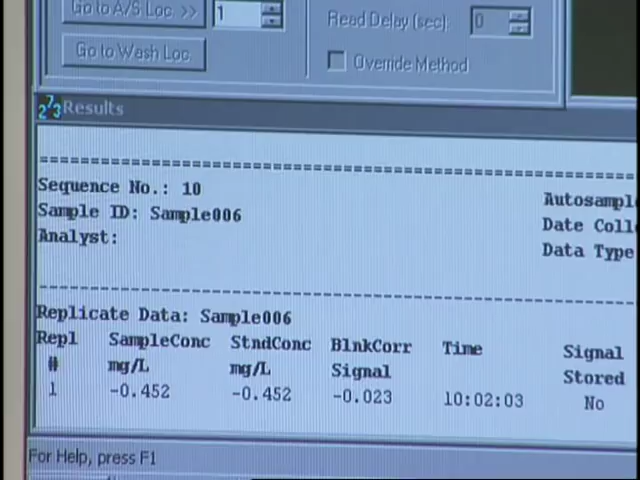 Go to A/S Loc. >>
1
Read Delay (sec):
0
Go to Wash Loc
Override Method
Results
Sequence No.: 10
Autosampl
Sample ID: Sample006
Date Coll
Analyst:
Data Type
Replicate Data: Sample006
Repl SampleConc StndConc BlnkCorr Time Signal
# mg/L mg/L Signal Stored
1 -0.452 -0.452 -0.023 10:02:03 No
For Help, press F1